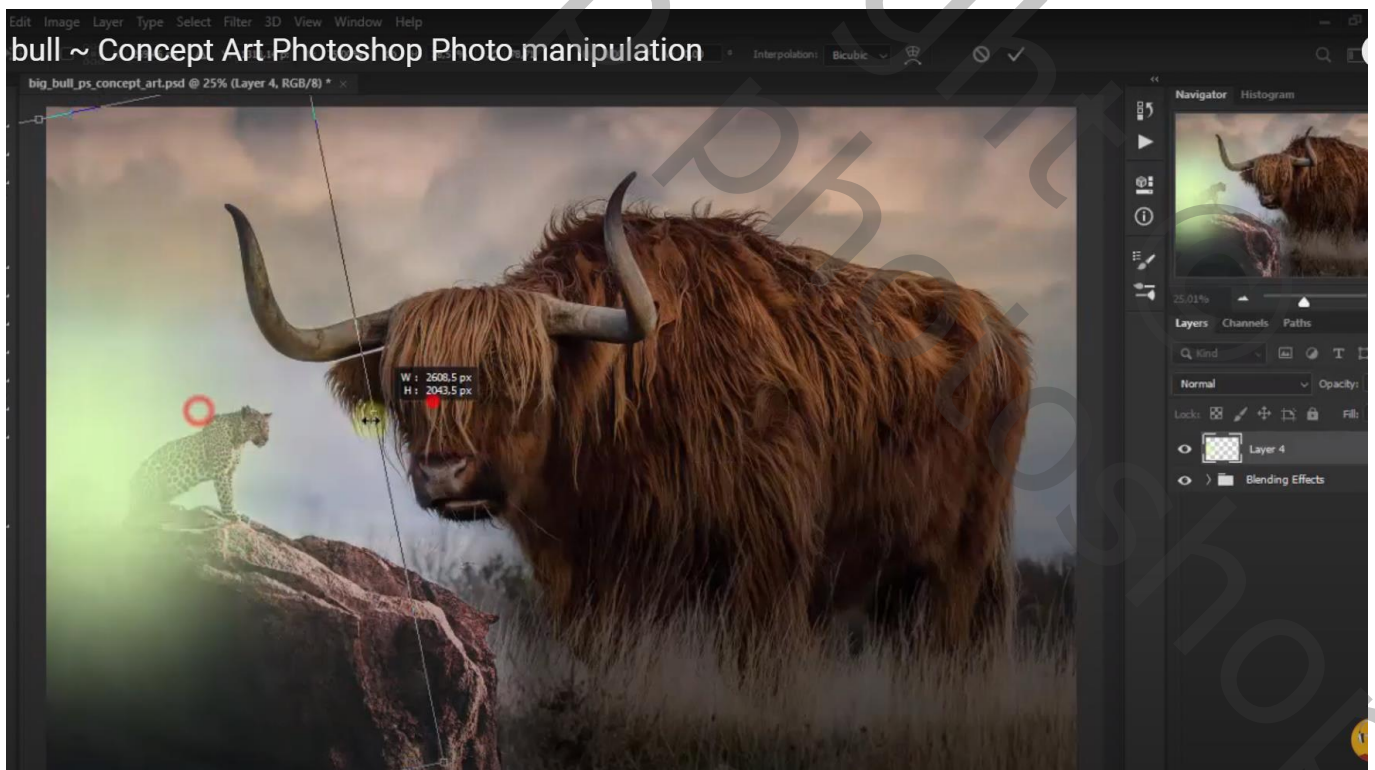 Edit Image Layer Type Select Filter 3D View Window Help
bull ~ Concept Art Photoshop Photo manipulation
Interpolation: Bicubic
big_bull_ps_concept_art.psd @ 25% (Layer 4, RGB/8) *
Navigator Histogram
W : 2608,5 px
H : 2043,5 px
25,01%
Layers Channels Paths
Kind
Normal Opacity:
Lock: Fill:
Layer 4
Blending Effects
photoshop